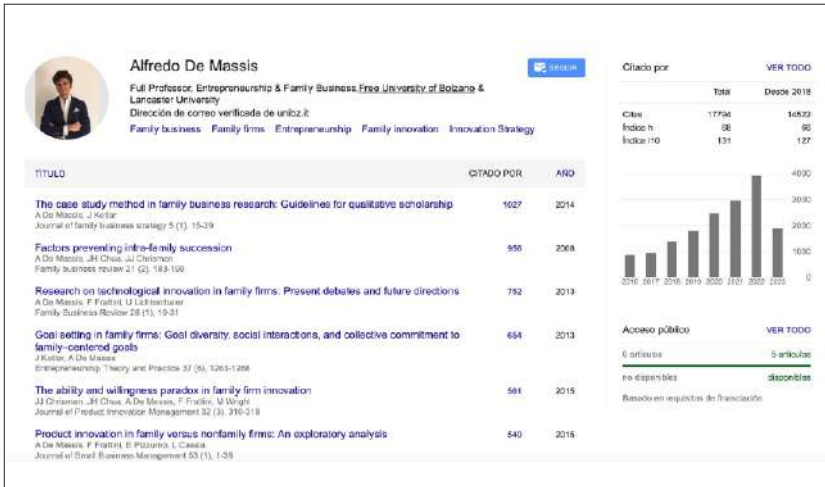 Alfredo De Massis
SEGUIR
Full Professor, Entrepreneurship & Family Business, Free University of Bolzano &
Lancaster University
Dirección de correo verificada de unibz.it
Family business Family firms Entrepreneurship Family innovation Innovation Strategy
TÍTULO CITADO POR AÑO
The case study method in family business research: Guidelines for qualitative scholarship 1027 2014
A De Massis, J Kotlar
Journal of family business strategy 5 (1), 15-29
Factors preventing intra-family succession 2008
A De Massis, JH Chua, JJ Chrisman
Family business review 21 (2), 183-199
Research on technological innovation in family firms: Present debates and future directions 752 2013
A De Massis, F Frattini, U Lichtenthaler
Family Business Review 26 (1), 10-31
Goal setting in family firms: Goal diversity, social interactions, and collective commitment to 654 2013
family-centered goals
J Kotlar, A De Massis
Entrepreneurship Theory and Practice 37 (6), 1263-1288
The ability and willingness paradox in family firm innovation 561 2015
JJ Chrisman, JH Chua, A De Massis, F Frattini, M Wright
Journal of Product Innovation Management 32 (3), 310-318
Product innovation in family versus nonfamily firms: An exploratory analysis 540 2015
A De Massis, F Frattini, E Pizzurno, L Cassia
Journal of Small Business Management 53 (1), 1-36
Citado por VER TODO
Total Desde 2018
Citas 17794 14522
Índice h 68
Índice i10 131 127
4000
3000
2000
1000
0
2016 2017 2018 2019 2020 2021 2022 2023
Acceso público VER TODO
6 artículos 5 artículos
no disponibles disponibles
Basado en requisitos de financiación